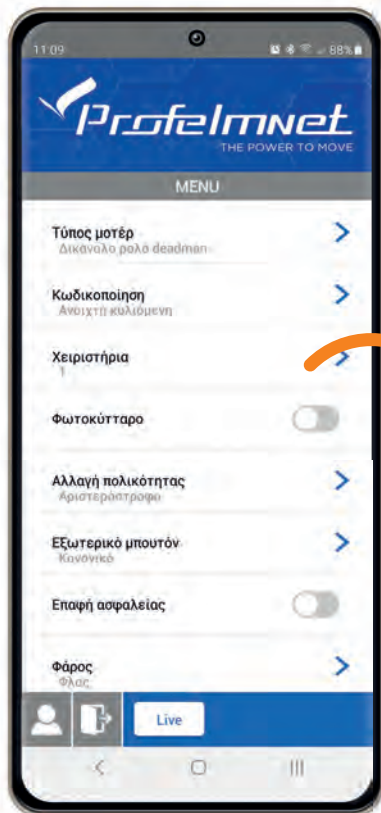 11:09
88%
Profelmnet
THE POWER TO MOVE
MENU
Τύπος μοτέρ
Δικάναλο ρολό deadman
Κωδικοποίηση
Ανοιχτή κυλιόμενη
Χειριστήρια
1
Φωτοκύτταρο
Αλλαγή πολικότητας
Αριστερόστροφο
Εξωτερικό μπουτόν
Κανονικό
Επαφή ασφαλείας
Φάρος
Φλας
Live